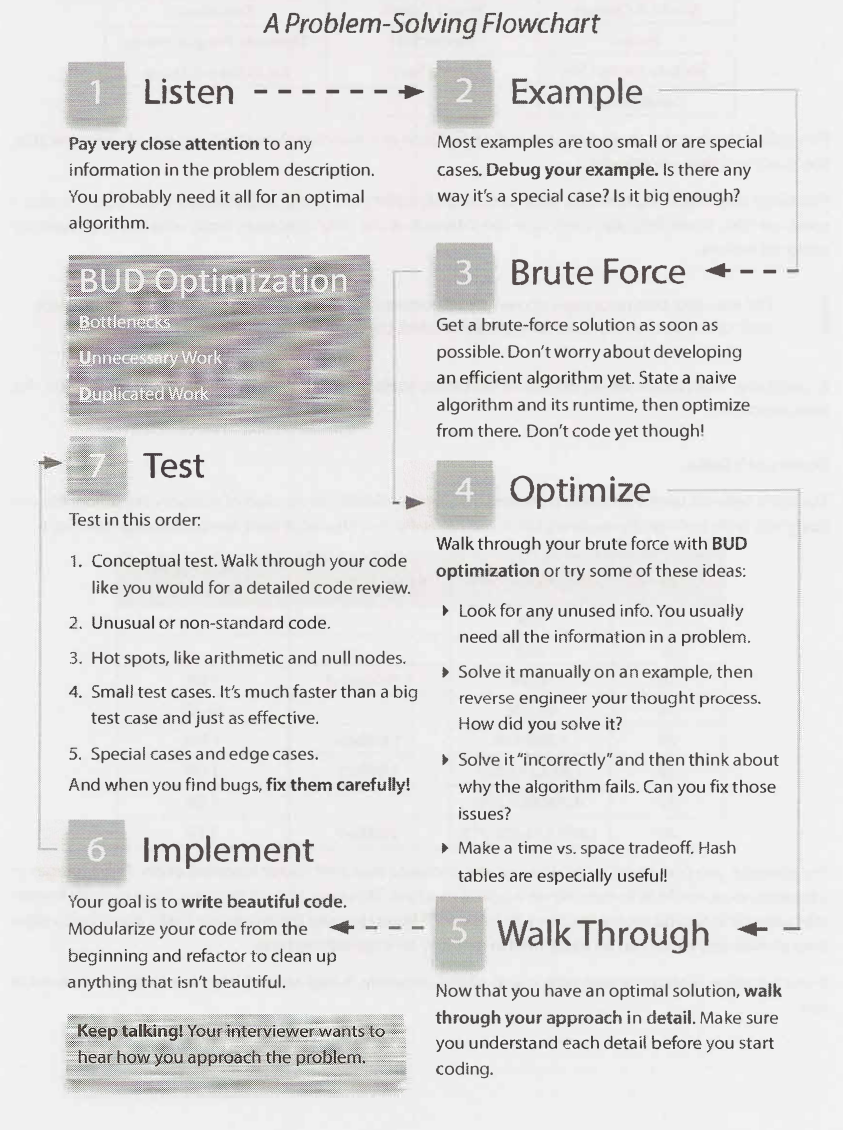 A Problem-Solving Flowchart
1 Listen
Pay very close attention to any
information in the problem description.
You probably need it all for an optimal
algorithm.
2 Example
Most examples are too small or are special
cases. Debug your example. Is there any
way it's a special case? Is it big enough?
BUD Optimization
Bottlenecks
Unnecessary Work
Duplicated Work
3 Brute Force
Get a brute-force solution as soon as
possible. Don't worry about developing
an efficient algorithm yet. State a naive
algorithm and its runtime, then optimize
from there. Don't code yet though!
4 Optimize
Walk through your brute force with BUD
optimization or try some of these ideas:
Look for any unused info. You usually
need all the information in a problem.
Solve it manually on an example, then
reverse engineer your thought process.
How did you solve it?
Solve it "incorrectly" and then think about
why the algorithm fails. Can you fix those
issues?
Make a time vs. space tradeoff. Hash
tables are especially useful!
5 Walk Through
Now that you have an optimal solution, walk
through your approach in detail. Make sure
you understand each detail before you start
coding.
6 Implement
Your goal is to write beautiful code.
Modularize your code from the
beginning and refactor to clean up
anything that isn't beautiful.
Keep talking! Your interviewer wants to
hear how you approach the problem.
7 Test
Test in this order:
1. Conceptual test. Walk through your code
like you would for a detailed code review.
2. Unusual or non-standard code.
3. Hot spots, like arithmetic and null nodes.
4. Small test cases. It's much faster than a big
test case and just as effective.
5. Special cases and edge cases.
And when you find bugs, fix them carefully!